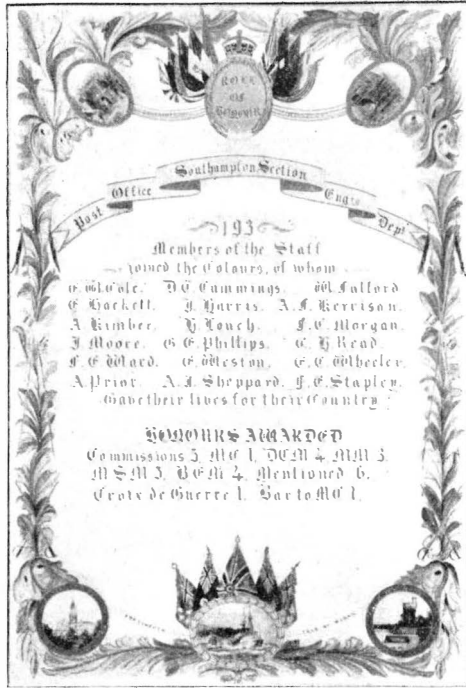 ROLL
OF
HONOUR
Post Office Southampton Section Engrg Dept
193
Members of the Staff
joined the Colours, of whom
D.C. Cummings. W. Fulford
E. Hackett. J. Harris. A.F. Kerrison.
A. Kimber. H. Louch. F.C. Morgan.
J. Moore. G.E. Phillips. C.H. Read.
F.E. Ward. E. Weston. E.C. Wheeler.
A. Prior. A.J. Sheppard. F.E. Stapley.
Gave their lives for their Country
HONOURS AWARDED
Commissions 5, MC 1, DCM 4, MM 3,
MSM 3, BEM 4, Mentioned 6,
Croix de Guerre 1, Bar to MC 1.